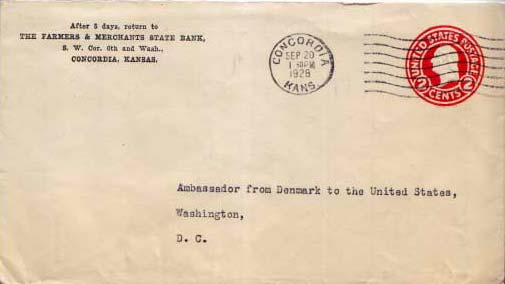 After 5 days, return to
THE FARMERS & MERCHANTS STATE BANK,
S. W. Cor. 6th and Wash.,
CONCORDIA, KANSAS.
CONCORDIA
SEP 20
1928
KANS.
UNITED STATES POSTAGE
2 CENTS 2
Ambassador from Denmark to the United States,
Washington,
D. C.